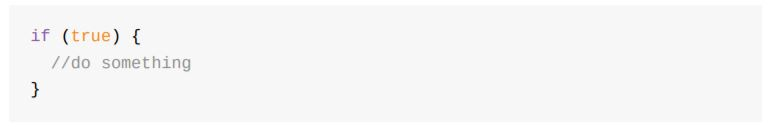 if (true) {
  //do something
}